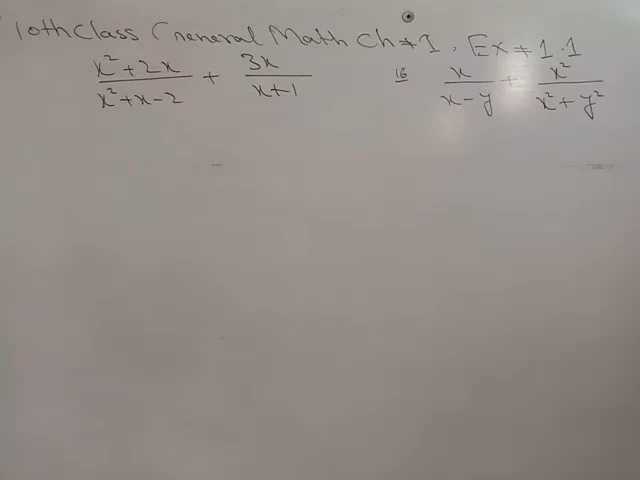 10th Class General Math Ch # 1, Ex # 1.1
x² + 2x / x² + x - 2 + 3x / x + 1
16 x / x - y + x² / x² + y²